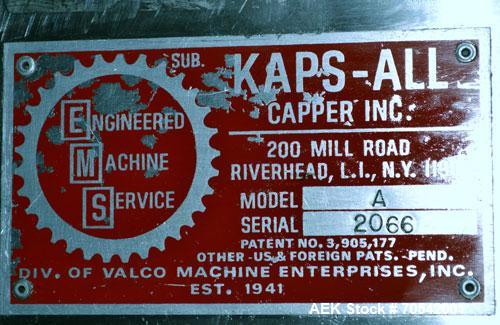 SUB.
KAPS-ALL
CAPPER INC.
ENGINEERED
MACHINE
SERVICE
200 MILL ROAD
RIVERHEAD, L.I., N.Y.
MODEL A
SERIAL 2066
PATENT NO. 3,905,177
OTHER - US & FOREIGN PATS. - PEND.
DIV. OF VALCO MACHINE ENTERPRISES, INC.
EST. 1941
AEK Stock #